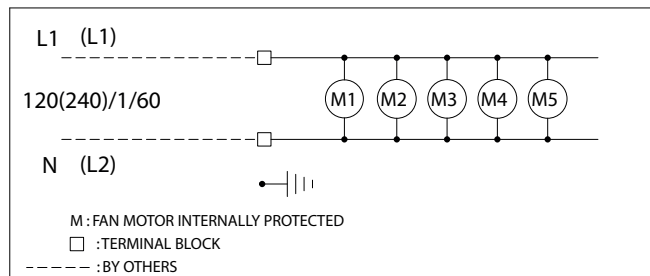 L1 (L1)
120(240)/1/60
M1 M2 M3 M4 M5
N (L2)
M : FAN MOTOR INTERNALLY PROTECTED
: TERMINAL BLOCK
: BY OTHERS